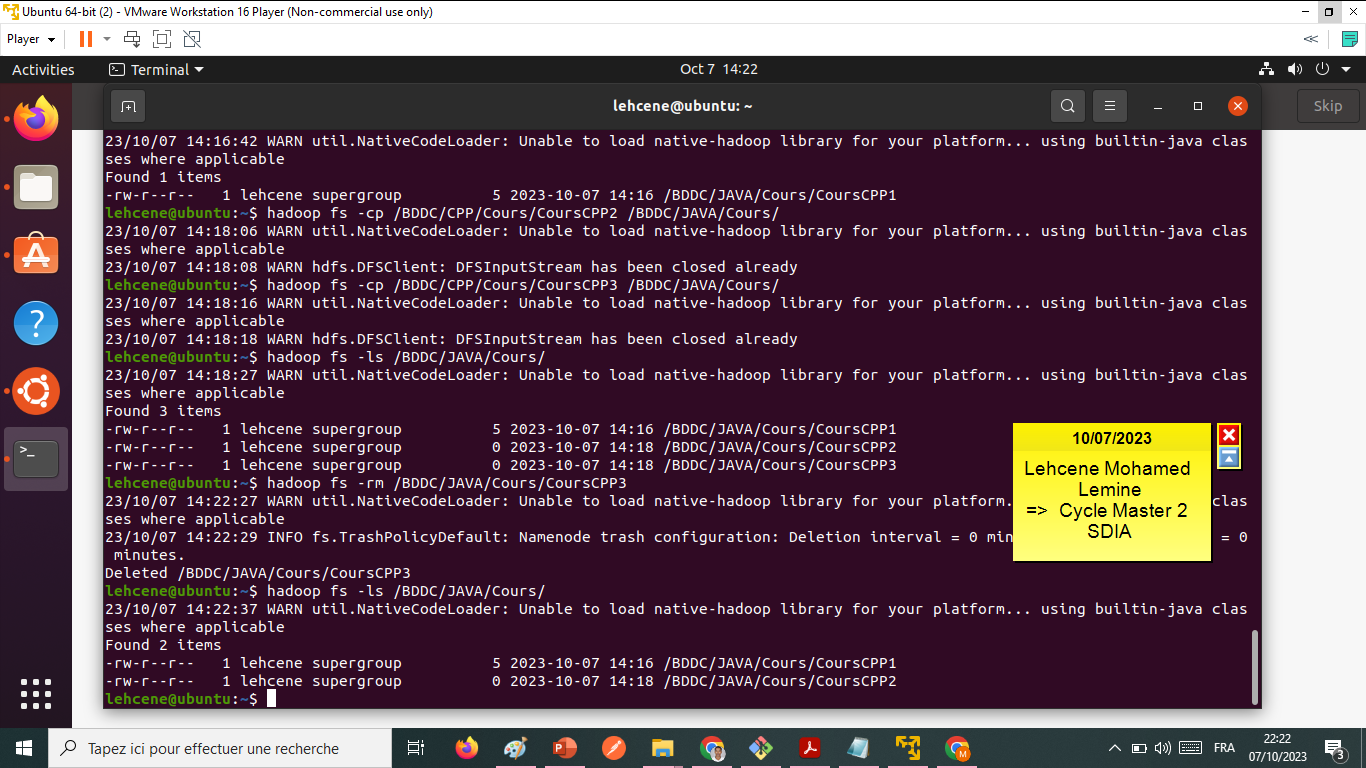 Ubuntu 64-bit (2) - VMware Workstation 16 Player (Non-commercial use only)
Player
Activities
Terminal
Oct 7 14:22
lehcene@ubuntu: ~
Skip
23/10/07 14:16:42 WARN util.NativeCodeLoader: Unable to load native-hadoop library for your platform... using builtin-java clas
ses where applicable
Found 1 items
-rw-r--r--   1 lehcene supergroup          5 2023-10-07 14:16 /BDDC/JAVA/Cours/CoursCPP1
lehcene@ubuntu:~$ hadoop fs -cp /BDDC/CPP/Cours/CoursCPP2 /BDDC/JAVA/Cours/
23/10/07 14:18:06 WARN util.NativeCodeLoader: Unable to load native-hadoop library for your platform... using builtin-java clas
ses where applicable
23/10/07 14:18:08 WARN hdfs.DFSClient: DFSInputStream has been closed already
lehcene@ubuntu:~$ hadoop fs -cp /BDDC/CPP/Cours/CoursCPP3 /BDDC/JAVA/Cours/
23/10/07 14:18:16 WARN util.NativeCodeLoader: Unable to load native-hadoop library for your platform... using builtin-java clas
ses where applicable
23/10/07 14:18:18 WARN hdfs.DFSClient: DFSInputStream has been closed already
lehcene@ubuntu:~$ hadoop fs -ls /BDDC/JAVA/Cours/
23/10/07 14:18:27 WARN util.NativeCodeLoader: Unable to load native-hadoop library for your platform... using builtin-java clas
ses where applicable
Found 3 items
-rw-r--r--   1 lehcene supergroup          5 2023-10-07 14:16 /BDDC/JAVA/Cours/CoursCPP1
-rw-r--r--   1 lehcene supergroup          0 2023-10-07 14:18 /BDDC/JAVA/Cours/CoursCPP2
-rw-r--r--   1 lehcene supergroup          0 2023-10-07 14:18 /BDDC/JAVA/Cours/CoursCPP3
lehcene@ubuntu:~$ hadoop fs -rm /BDDC/JAVA/Cours/CoursCPP3
23/10/07 14:22:27 WARN util.NativeCodeLoader: Unable to load native-hadoop library for your platform. clas
ses where applicable
23/10/07 14:22:29 INFO fs.TrashPolicyDefault: Namenode trash configuration: Deletion interval = 0 min = 0
 minutes.
Deleted /BDDC/JAVA/Cours/CoursCPP3
lehcene@ubuntu:~$ hadoop fs -ls /BDDC/JAVA/Cours/
23/10/07 14:22:37 WARN util.NativeCodeLoader: Unable to load native-hadoop library for your platform... using builtin-java clas
ses where applicable
Found 2 items
-rw-r--r--   1 lehcene supergroup          5 2023-10-07 14:16 /BDDC/JAVA/Cours/CoursCPP1
-rw-r--r--   1 lehcene supergroup          0 2023-10-07 14:18 /BDDC/JAVA/Cours/CoursCPP2
lehcene@ubuntu:~$
10/07/2023
Lehcene Mohamed
Lemine
=> Cycle Master 2
SDIA
Tapez ici pour effectuer une recherche
FRA
22:22
07/10/2023
3